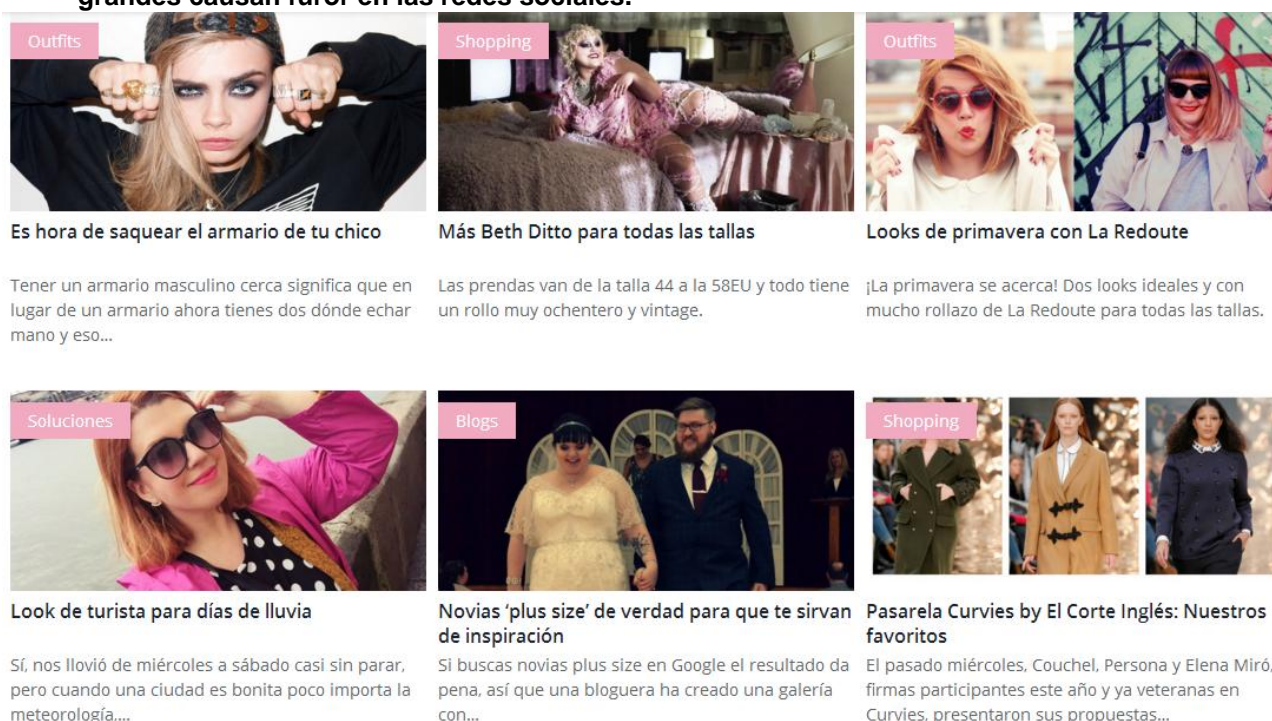 grandes causan furor en las redes sociales.
Outfits
Es hora de saquear el armario de tu chico
Tener un armario masculino cerca significa que en
lugar de un armario ahora tienes dos dónde echar
mano y eso...
Shopping
Más Beth Ditto para todas las tallas
Las prendas van de la talla 44 a la 58EU y todo tiene
un rollo muy ochentero y vintage.
Outfits
Looks de primavera con La Redoute
¡La primavera se acerca! Dos looks ideales y con
mucho rollazo de La Redoute para todas las tallas.
Soluciones
Look de turista para días de lluvia
Sí, nos llovió de miércoles a sábado casi sin parar,
pero cuando una ciudad es bonita poco importa la
meteorología,...
Blogs
Novias ‘plus size’ de verdad para que te sirvan
de inspiración
Si buscas novias plus size en Google el resultado da
pena, así que una bloguera ha creado una galería
con...
Shopping
Pasarela Curvies by El Corte Inglés: Nuestros
favoritos
El pasado miércoles, Couchel, Persona y Elena Miró,
firmas participantes este año y ya veteranas en
Curvies, presentaron sus propuestas...